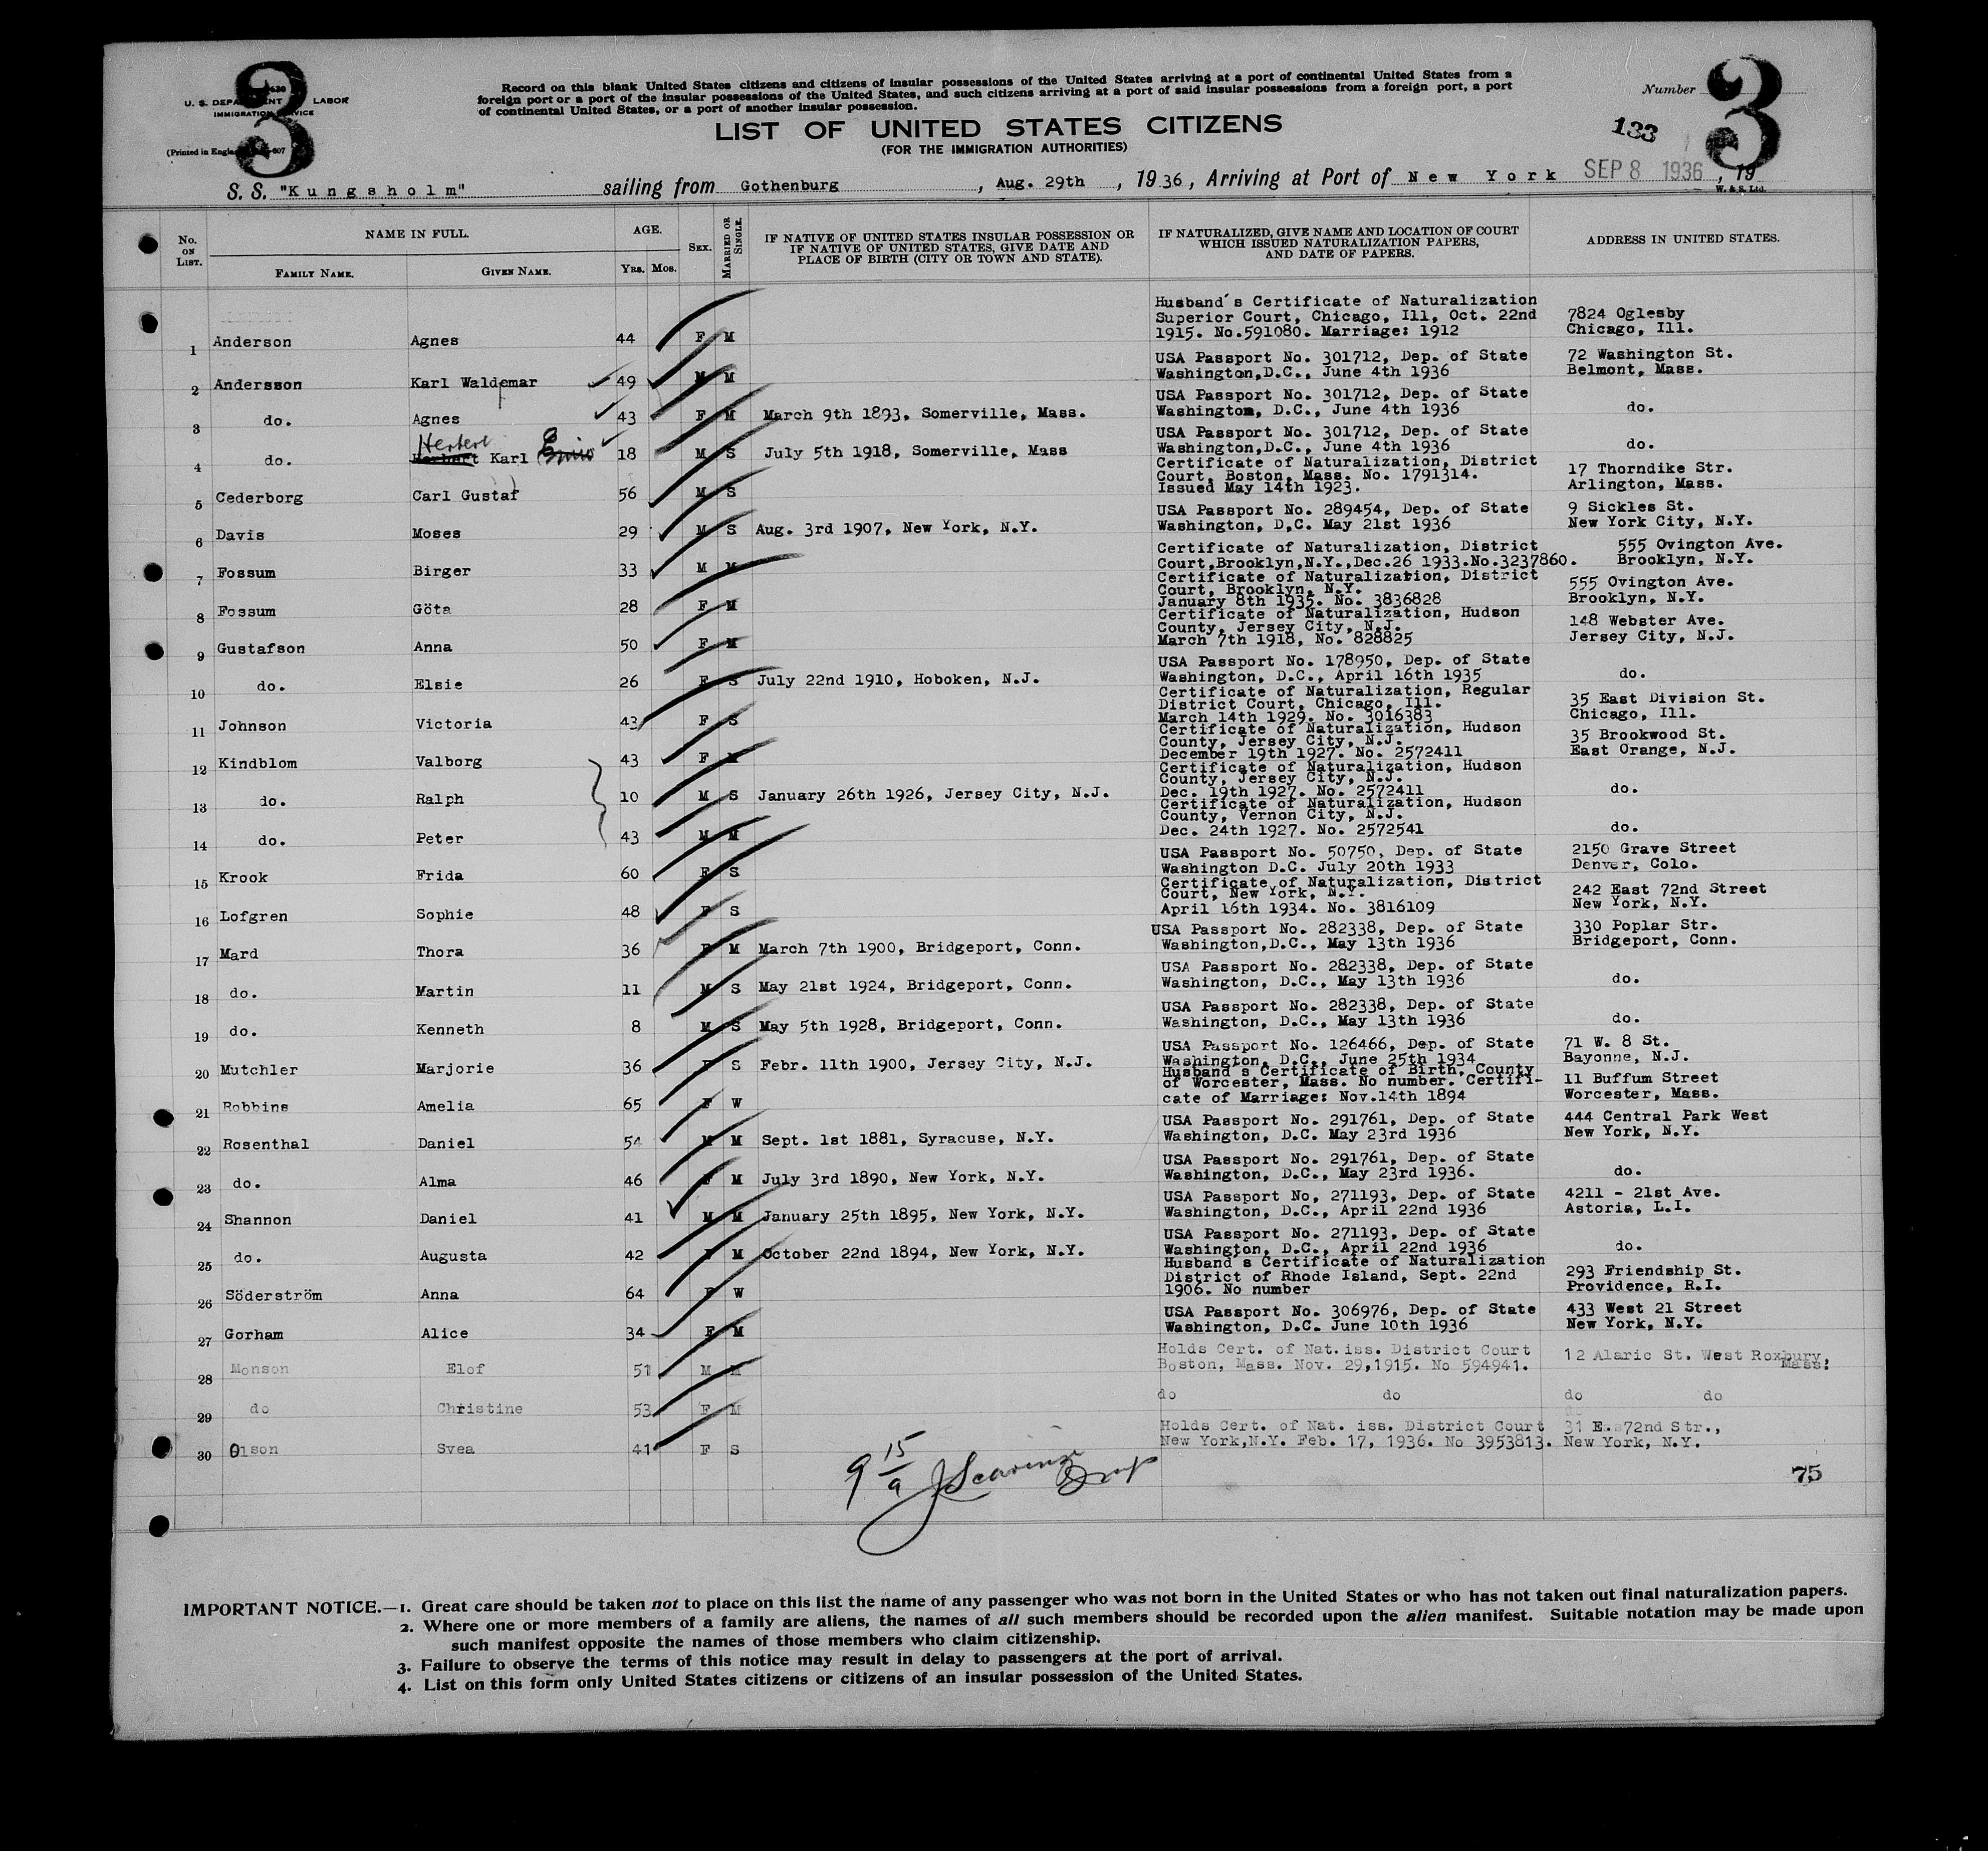 3
U. S. DEPARTMENT LABOR
IMMIGRATION SERVICE
(Printed in England)
Record on this blank United States citizens and citizens of insular possessions of the United States arriving at a port of continental United States from a
foreign port or a port of the insular possessions of the United States, and such citizens arriving at a port of said insular possessions from a foreign port, a port
of continental United States, or a port of another insular possession.
LIST OF UNITED STATES CITIZENS
(FOR THE IMMIGRATION AUTHORITIES)
Number 3
133
S. S. "Kungsholm" sailing from Gothenburg, Aug. 29th, 1936, Arriving at Port of New York SEP 8 1936, 19
W. & S. Ltd.
No. ON LIST. NAME IN FULL. FAMILY NAME. GIVEN NAME. AGE. YRS. MOS. SEX. MARRIED OR SINGLE. IF NATIVE OF UNITED STATES INSULAR POSSESSION OR IF NATIVE OF UNITED STATES, GIVE DATE AND PLACE OF BIRTH (CITY OR TOWN AND STATE). IF NATURALIZED, GIVE NAME AND LOCATION OF COURT WHICH ISSUED NATURALIZATION PAPERS, AND DATE OF PAPERS. ADDRESS IN UNITED STATES.
1 Anderson Agnes 44 F M Husband's Certificate of Naturalization Superior Court, Chicago, Ill, Oct. 22nd 1915. No.591080. Marriage: 1912 7824 Oglesby Chicago, Ill.
2 Andersson Karl Waldemar 49 M M USA Passport No. 301712, Dep. of State Washington,D.C., June 4th 1936 72 Washington St. Belmont, Mass.
3 do. Agnes 43 F M March 9th 1893, Somerville, Mass. USA Passport No. 301712, Dep. of State Washington, D.C., June 4th 1936 do.
4 do. Herbert Herbert Karl 18 M S July 5th 1918, Somerville, Mass USA Passport No. 301712, Dep. of State Washington,D.C., June 4th 1936 do.
5 Cederborg Carl Gustaf 56 M S Certificate of Naturalization, District Court, Boston, Mass. No. 1791314. Issued May 14th 1923. 17 Thorndike Str. Arlington, Mass.
6 Davis Moses 29 M S Aug. 3rd 1907, New York, N.Y. USA Passport No. 289454, Dep. of State Washington, D,C. May 21st 1936 9 Sickles St. New York City, N.Y.
7 Fossum Birger 33 M M Certificate of Naturalization, District Court,Brooklyn,N.Y.,Dec.26 1933.No.3237860. 555 Ovington Ave. Brooklyn, N.Y.
8 Fossum Göta 28 F M Certificate of Naturalization, District Court, Brooklyn, N.Y. January 8th 1935. No. 3836828 555 Ovington Ave. Brooklyn, N.Y.
9 Gustafson Anna 50 F M Certificate of Naturalization, Hudson County, Jersey City, N.J. March 7th 1918, No. 828825 148 Webster Ave. Jersey City, N.J.
10 do. Elsie 26 F S July 22nd 1910, Hoboken, N.J. USA Passport No. 178950, Dep. of State Washington, D.C., April 16th 1935 do.
11 Johnson Victoria 43 F S Certificate of Naturalization, Regular District Court, Chicago, Ill. March 14th 1929. No. 3016383 35 East Division St. Chicago, Ill.
12 Kindblom Valborg 43 F M Certificate of Naturalization, Hudson County, Jersey City, N.J. December 19th 1927. No. 2572411 35 Brookwood St. East Orange, N.J.
13 do. Ralph 10 M S January 26th 1926, Jersey City, N.J. Certificate of Naturalization, Hudson County, Jersey City, N.J. Dec. 19th 1927. No. 2572411 do.
14 do. Peter 43 M M Certificate of Naturalization, Hudson County, Vernon City, N.J. Dec. 24th 1927. No. 2572541 do.
15 Krook Frida 60 F S USA Passport No. 50750, Dep. of State Washington D.C. July 20th 1933 2150 Grave Street Denver, Colo.
16 Lofgren Sophie 48 F S Certificate of Naturalization, District Court, New York, N.Y. April 16th 1934. No. 3816109 242 East 72nd Street New York, N.Y.
17 Mard Thora 36 F M March 7th 1900, Bridgeport, Conn. USA Passport No. 282338, Dep. of State Washington,D.C., May 13th 1936 330 Poplar Str. Bridgeport, Conn.
18 do. Martin 11 M S May 21st 1924, Bridgeport, Conn. USA Passport No. 282338, Dep. of State Washington, D.C., May 13th 1936 do.
19 do. Kenneth 8 M S May 5th 1928, Bridgeport, Conn. USA Passport No. 282338, Dep. of State Washington, D.C., May 13th 1936 do.
20 Mutchler Marjorie 36 F S Febr. 11th 1900, Jersey City, N.J. USA Passport No. 126466, Dep. of State Washington, D.C., June 25th 1934 71 W. 8 St. Bayonne, N.J.
21 Robbins Amelia 65 F W Husband's Certificate of Birth, County of Worcester, Mass. No number. Certifi- cate of Marriage: Nov.14th 1894 11 Buffum Street Worcester, Mass.
22 Rosenthal Daniel 54 M M Sept. 1st 1881, Syracuse, N.Y. USA Passport No. 291761, Dep. of State Washington, D.C. May 23rd 1936 444 Central Park West New York, N.Y.
23 do. Alma 46 F M July 3rd 1890, New York, N.Y. USA Passport No. 291761, Dep. of State Washington, D.C., May 23rd 1936. do.
24 Shannon Daniel 41 M M January 25th 1895, New York, N.Y. USA Passport No, 271193, Dep. of State Washington, D.C., April 22nd 1936 4211 - 21st Ave. Astoria, L.I.
25 do. Augusta 42 F M October 22nd 1894, New York, N.Y. USA Passport No. 271193, Dep. of State Washington, D.C., April 22nd 1936 do.
26 Söderström Anna 64 F W Husband's Certificate of Naturalization District of Rhode Island, Sept. 22nd 1906. No number 293 Friendship St. Providence, R.I.
27 Gorham Alice 34 F M USA Passport No. 306976, Dep. of State Washington, D.C. June 10th 1936 433 West 21 Street New York, N.Y.
28 Monson Elof 51 M M Holds Cert. of Nat.iss. District Court Boston, Mass. Nov. 29,1915. No 594941. 12 Alaric St. West Roxbury, Mass.
29 do Christine 53 F M do do do do
30 Olson Svea 41 F S Holds Cert. of Nat. iss. District Court New York,N.Y. Feb. 17, 1936. No 3953813. 31 E. 72nd Str., New York, N.Y.
9 15/9
75
IMPORTANT NOTICE.—1. Great care should be taken not to place on this list the name of any passenger who was not born in the United States or who has not taken out final naturalization papers.
2. Where one or more members of a family are aliens, the names of all such members should be recorded upon the alien manifest. Suitable notation may be made upon
such manifest opposite the names of those members who claim citizenship.
3. Failure to observe the terms of this notice may result in delay to passengers at the port of arrival.
4. List on this form only United States citizens or citizens of an insular possession of the United States.